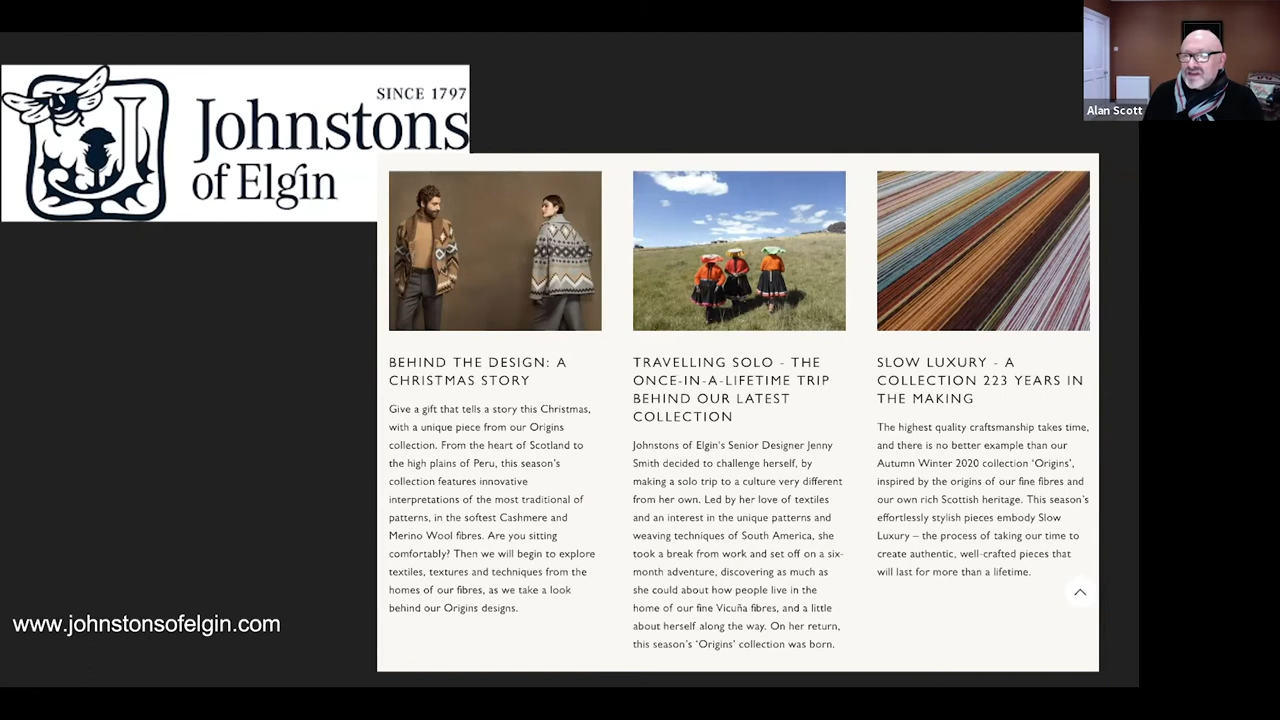 SINCE 1797
Johnstons
of Elgin
Alan Scott
BEHIND THE DESIGN: A
CHRISTMAS STORY
Give a gift that tells a story this Christmas,
with a unique piece from our Origins
collection. From the heart of Scotland to
the high plains of Peru, this season's
collection features innovative
interpretations of the most traditional of
patterns, in the softest Cashmere and
Merino Wool fibres. Are you sitting
comfortably? Then we will begin to explore
textiles, textures and techniques from the
homes of our fibres, as we take a look
behind our Origins designs.
TRAVELLING SOLO - THE
ONCE-IN-A-LIFETIME TRIP
BEHIND OUR LATEST
COLLECTION
Johnstons of Elgin's Senior Designer Jenny
Smith decided to challenge herself, by
making a solo trip to a culture very different
from her own. Led by her love of textiles
and an interest in the unique patterns and
weaving techniques of South America, she
took a break from work and set off on a six-
month adventure, discovering as much as
she could about how people live in the
home of our fine Vicuña fibres, and a little
about herself along the way. On her return,
this season's 'Origins' collection was born.
SLOW LUXURY - A
COLLECTION 223 YEARS IN
THE MAKING
The highest quality craftsmanship takes time,
and there is no better example than our
Autumn Winter 2020 collection 'Origins',
inspired by the origins of our fine fibres and
our own rich Scottish heritage. This season's
effortlessly stylish pieces embody Slow
Luxury – the process of taking our time to
create authentic, well-crafted pieces that
will last for more than a lifetime.
www.johnstonsofelgin.com